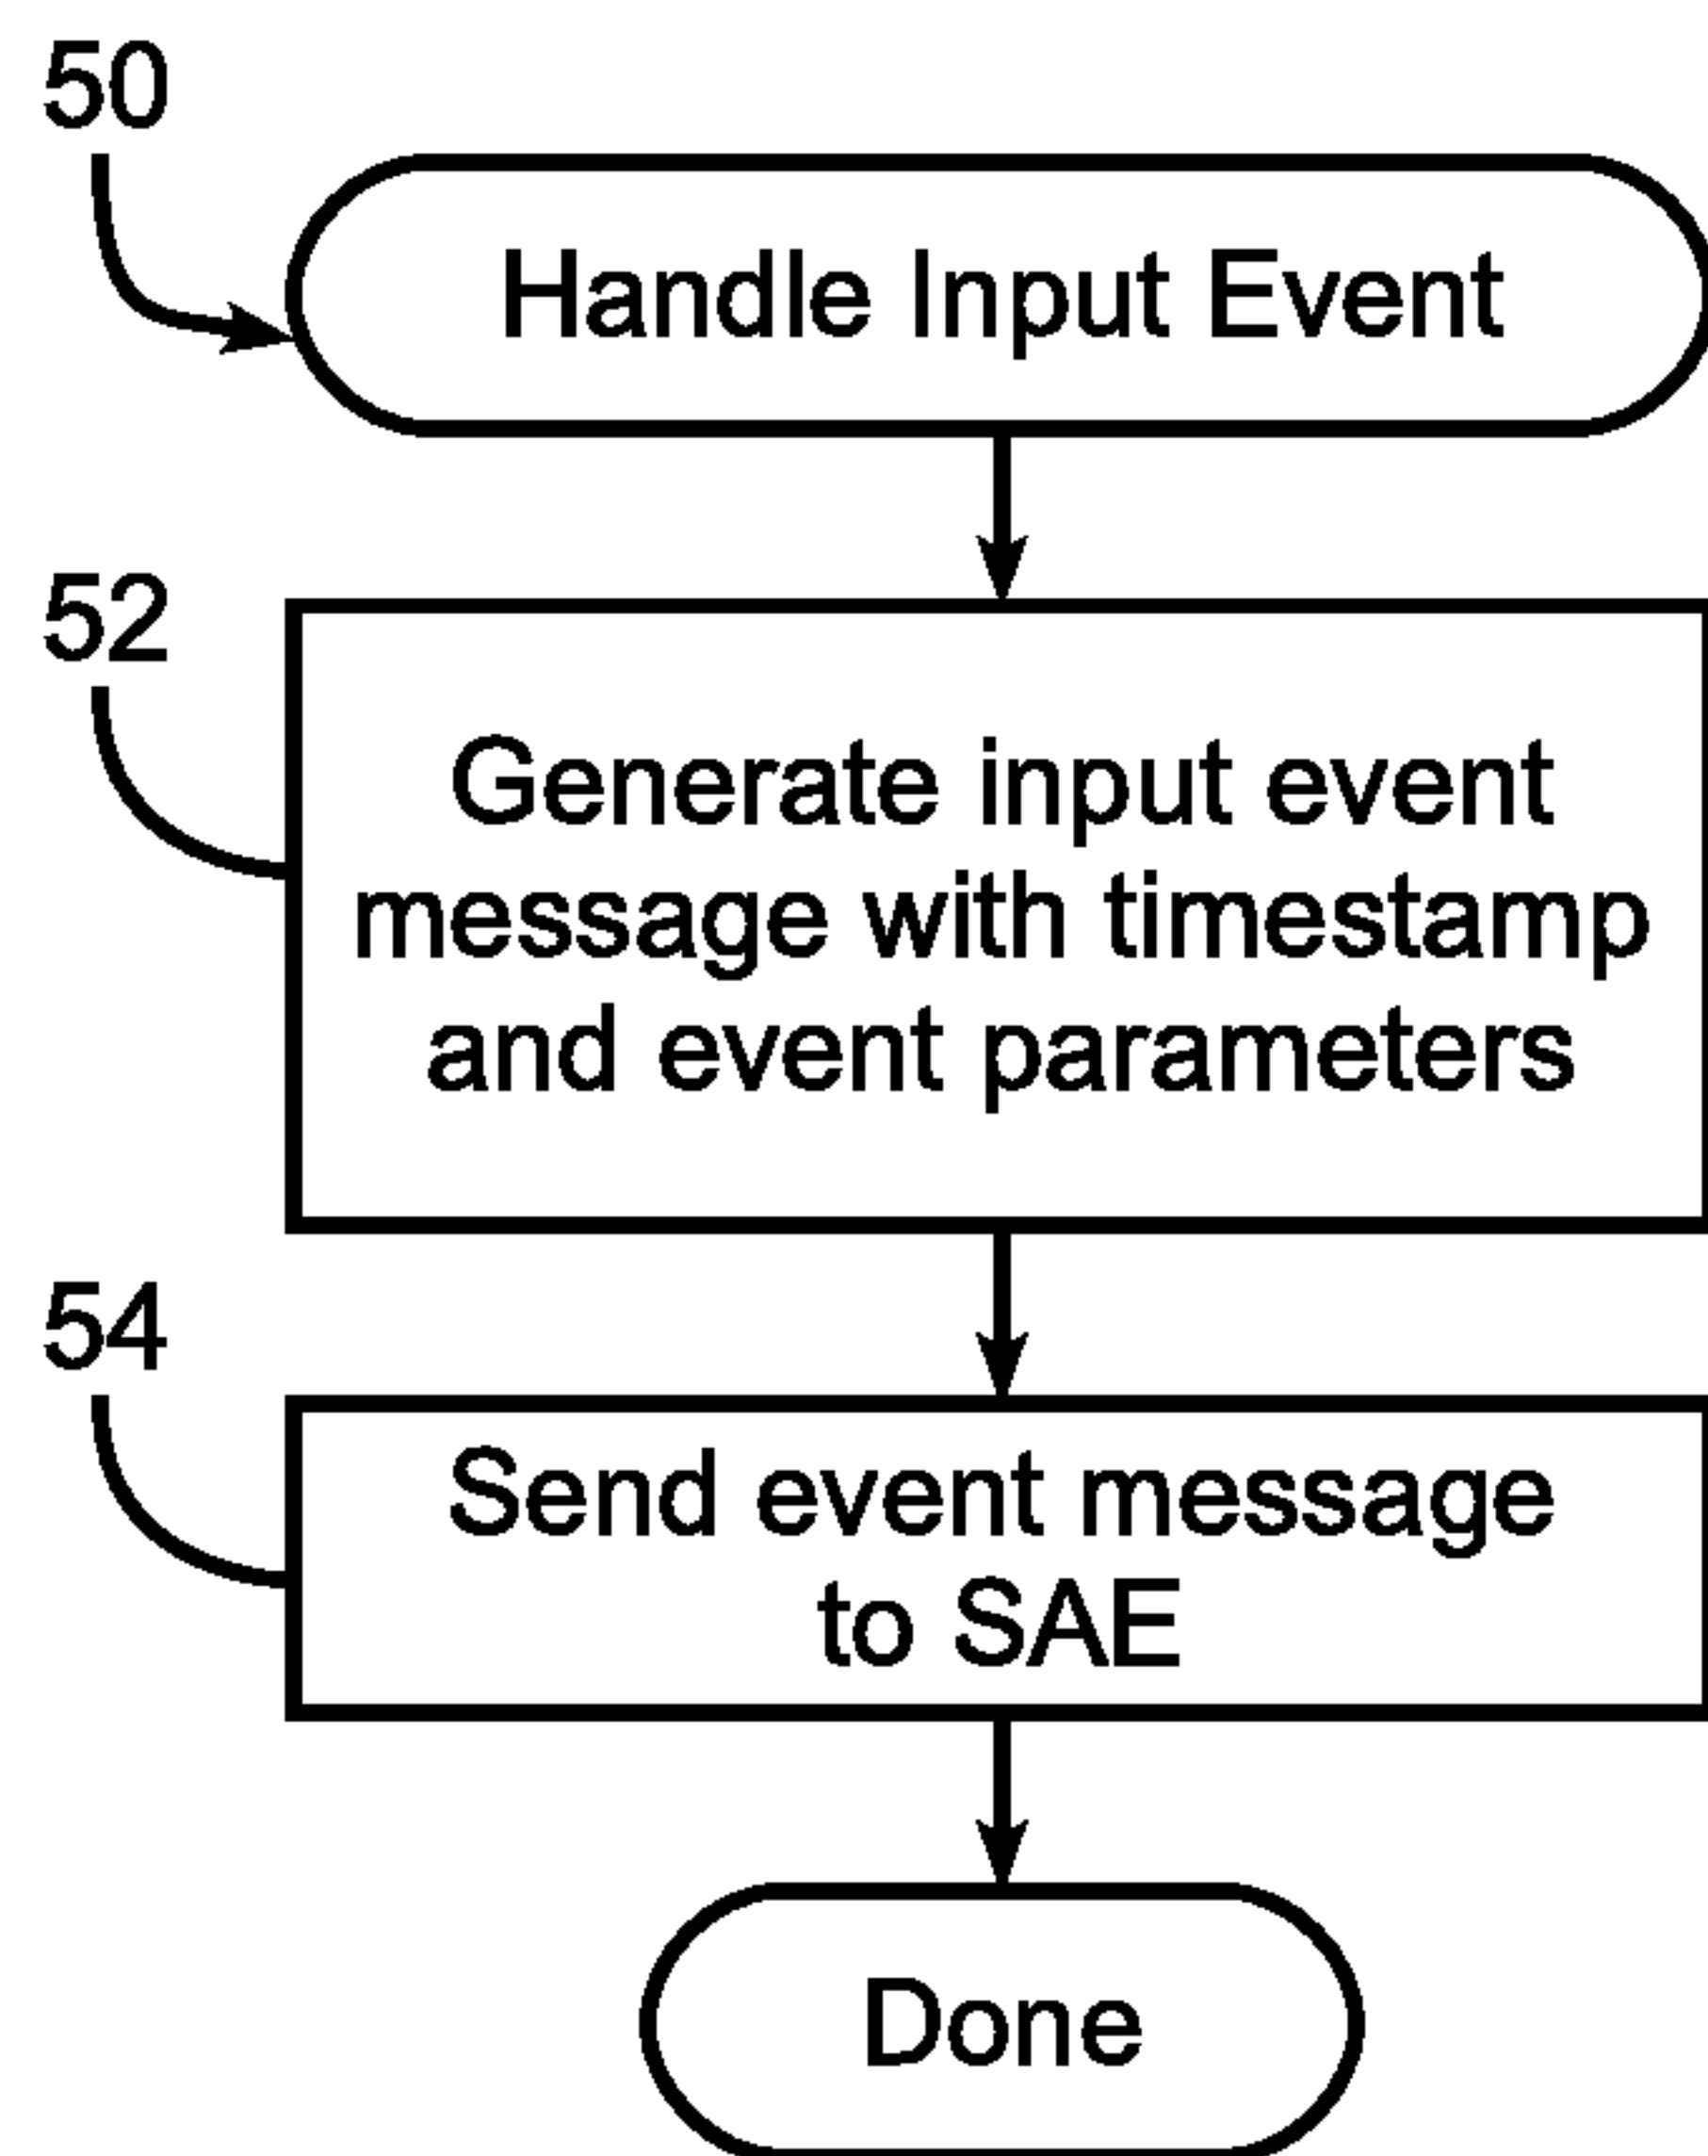 50
Handle Input Event
52
Generate input event
message with timestamp
and event parameters
54
Send event message
to SAE
Done